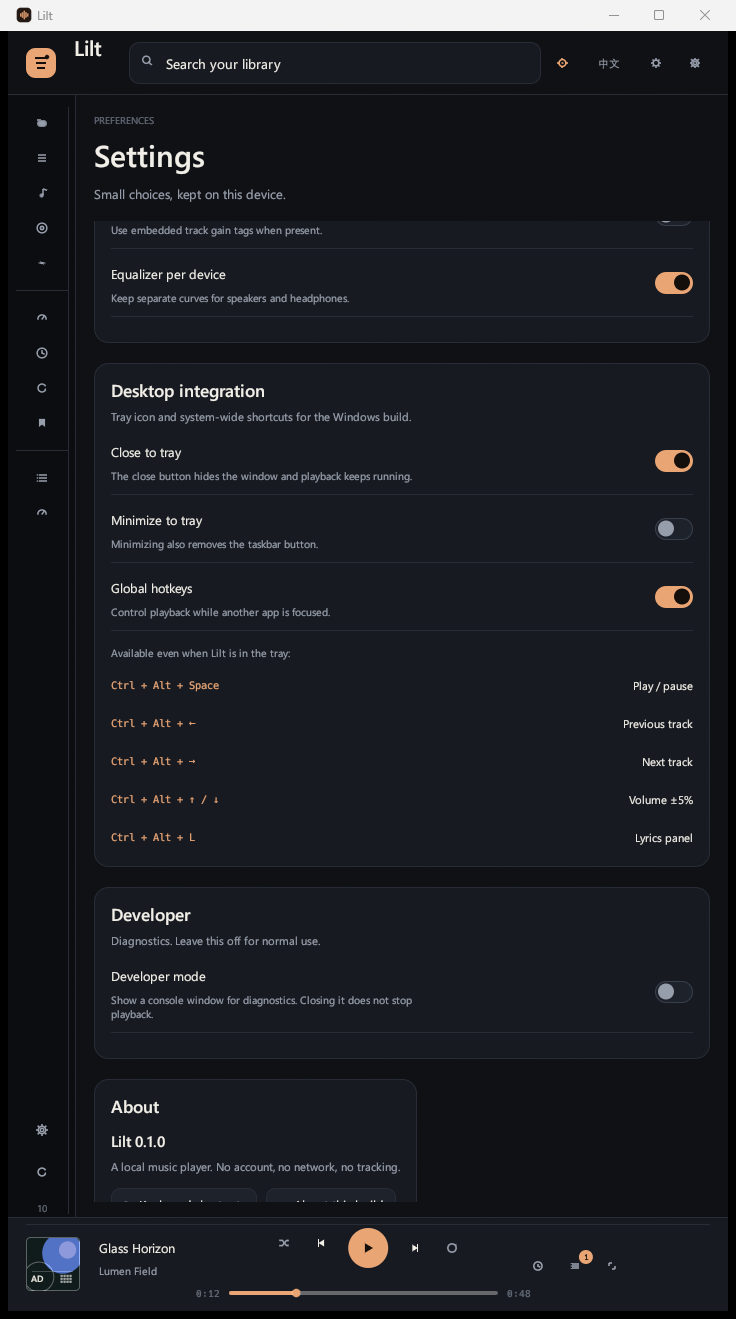 Lilt
Lilt
Search your library
中文
PREFERENCES
Settings
Small choices, kept on this device.
Use embedded track gain tags when present.
Equalizer per device
Keep separate curves for speakers and headphones.
Desktop integration
Tray icon and system-wide shortcuts for the Windows build.
Close to tray
The close button hides the window and playback keeps running.
Minimize to tray
Minimizing also removes the taskbar button.
Global hotkeys
Control playback while another app is focused.
Available even when Lilt is in the tray:
Ctrl + Alt + Space
Play / pause
Ctrl + Alt + ←
Previous track
Ctrl + Alt + →
Next track
Ctrl + Alt + ↑ / ↓
Volume ±5%
Ctrl + Alt + L
Lyrics panel
Developer
Diagnostics. Leave this off for normal use.
Developer mode
Show a console window for diagnostics. Closing it does not stop
playback.
About
Lilt 0.1.0
A local music player. No account, no network, no tracking.
10
AD
Glass Horizon
Lumen Field
1
0:12
0:48